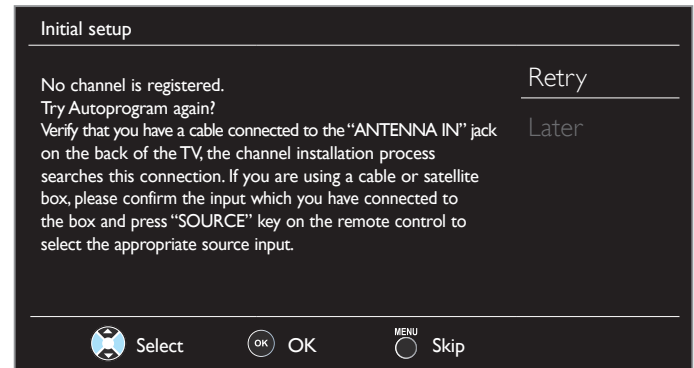 Initial setup
No channel is registered.
Try Autoprogram again?
Verify that you have a cable connected to the “ANTENNA IN” jack
on the back of the TV, the channel installation process
searches this connection. If you are using a cable or satellite
box, please confirm the input which you have connected to
the box and press “SOURCE” key on the remote control to
select the appropriate source input.
Retry
Later
Select
OK OK
MENU
Skip